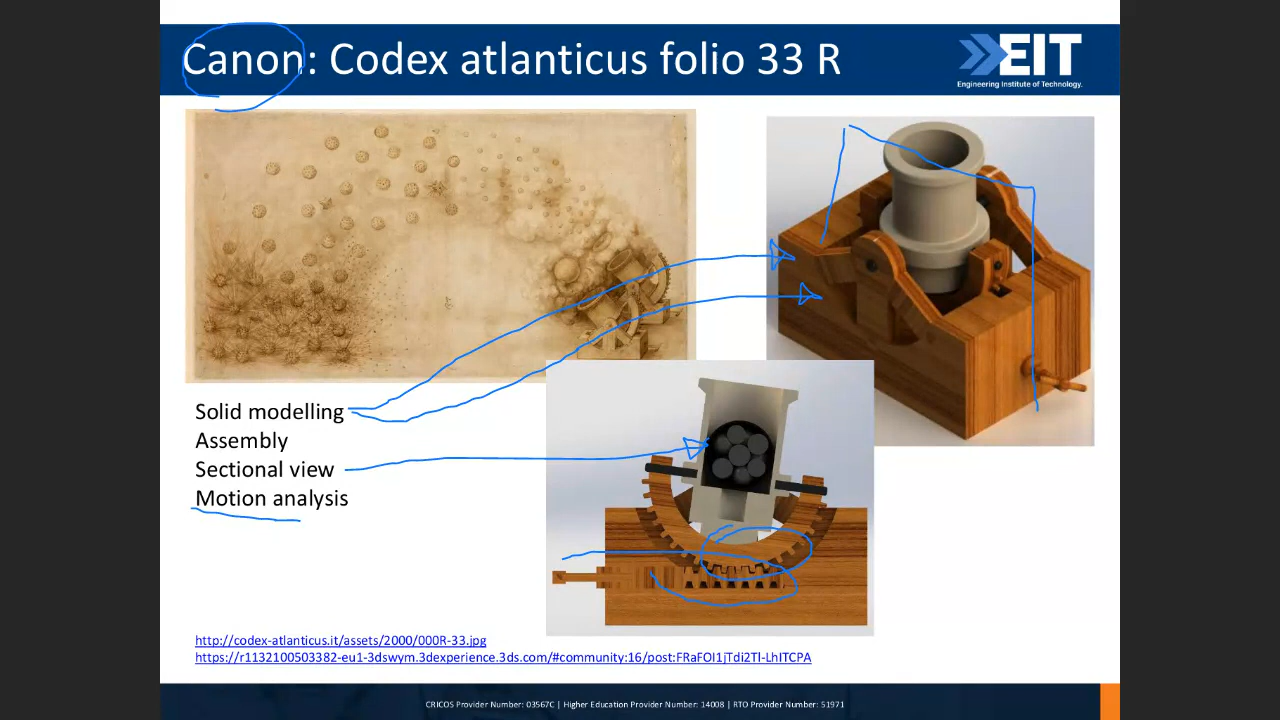 Canon: Codex atlanticus folio 33 R
EIT
Engineering Institute of Technology.
Solid modelling
Assembly
Sectional view
Motion analysis
http://codex-atlanticus.it/assets/2000/000R-33.jpg
https://r1132100503382-eu1-3dswym.3dexperience.3ds.com/#community:16/post:FRaFOI1jTdi2Tl-LhITCPA
CRICOS Provider Number: 03567C | Higher Education Provider Number: 14008 | RTO Provider Number: 51971